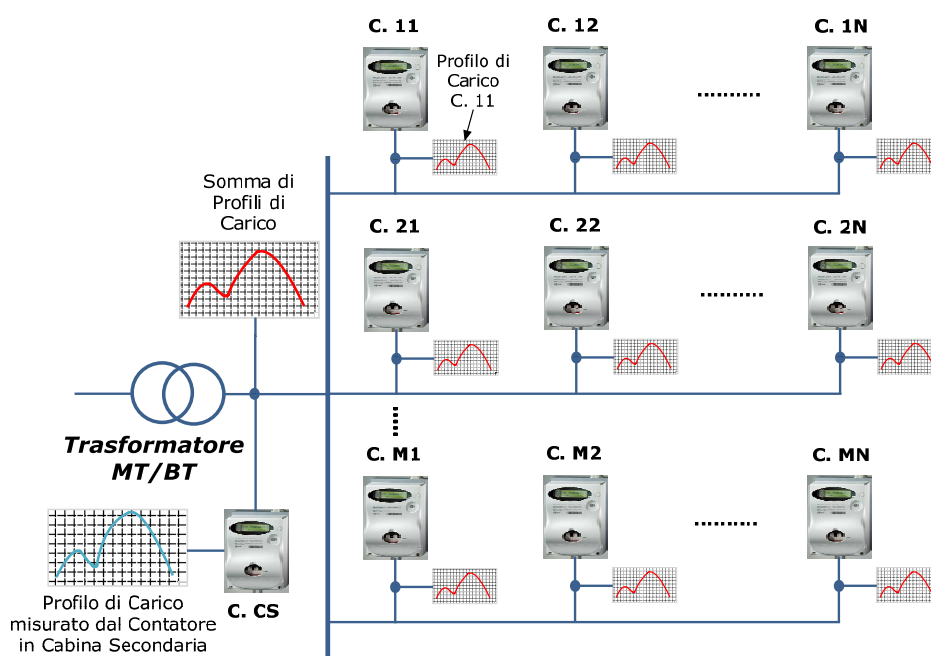 C. 11
C. 12
C. 1N
Profilo di
Carico
C. 11
Somma di
Profili di
Carico
C. 21
C. 22
C. 2N
Trasformatore
MT/BT
C. M1
C. M2
C. MN
C. CS
Profilo di Carico
misurato dal Contatore
in Cabina Secondaria